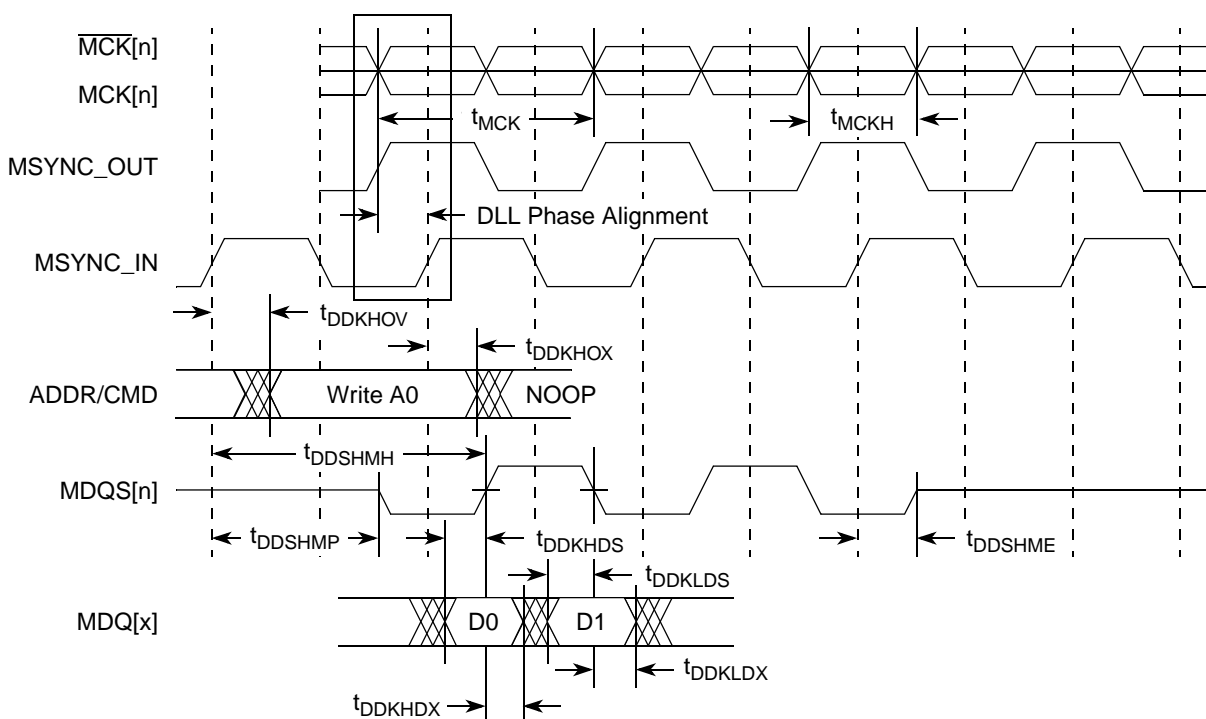 MCK[n]
MCK[n]
tMCK
tMCKH
MSYNC_OUT
DLL Phase Alignment
MSYNC_IN
tDDKHOV
tDDKHOX
ADDR/CMD
Write A0
NOOP
tDDSHMH
MDQS[n]
tDDSHMP
tDDKHDS
tDDSHME
tDDKLDS
MDQ[x]
D0
D1
tDDKLDX
tDDKHDX